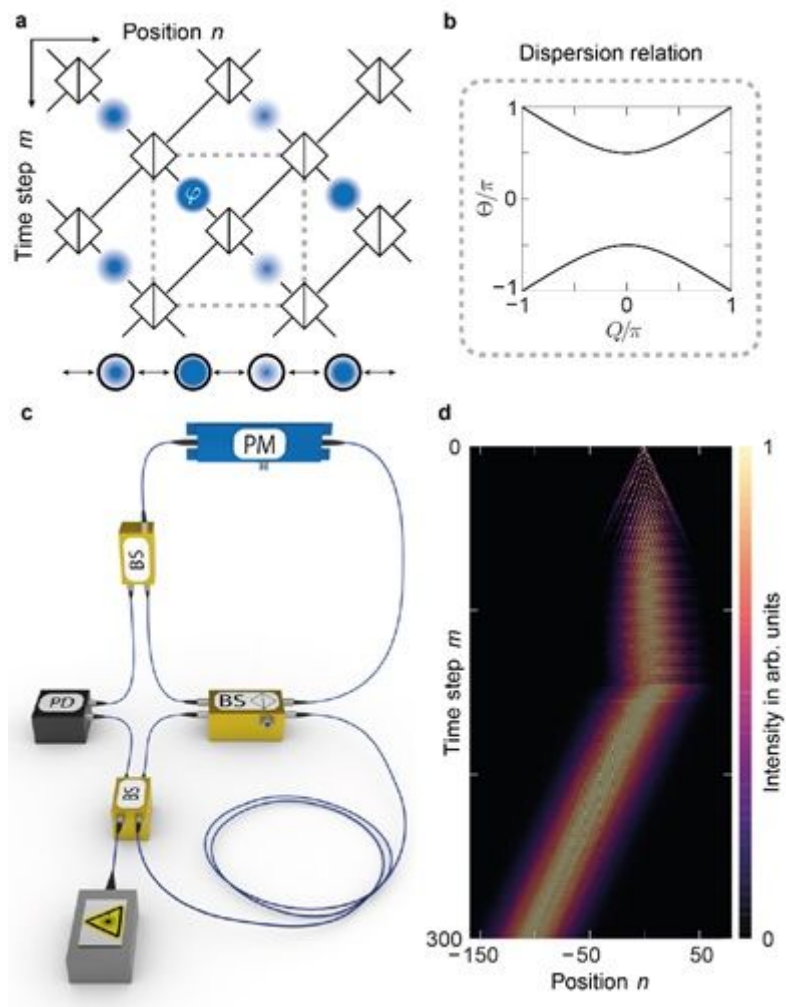 a
Position n
Time step m
φ
b
Dispersion relation
1
0
−1
Θ/π
−1
0
1
Q/π
c
PM
BS
PD
BS
BS
d
0
300
Time step m
−150
−50
50
Position n
1
0
Intensity in arb. units